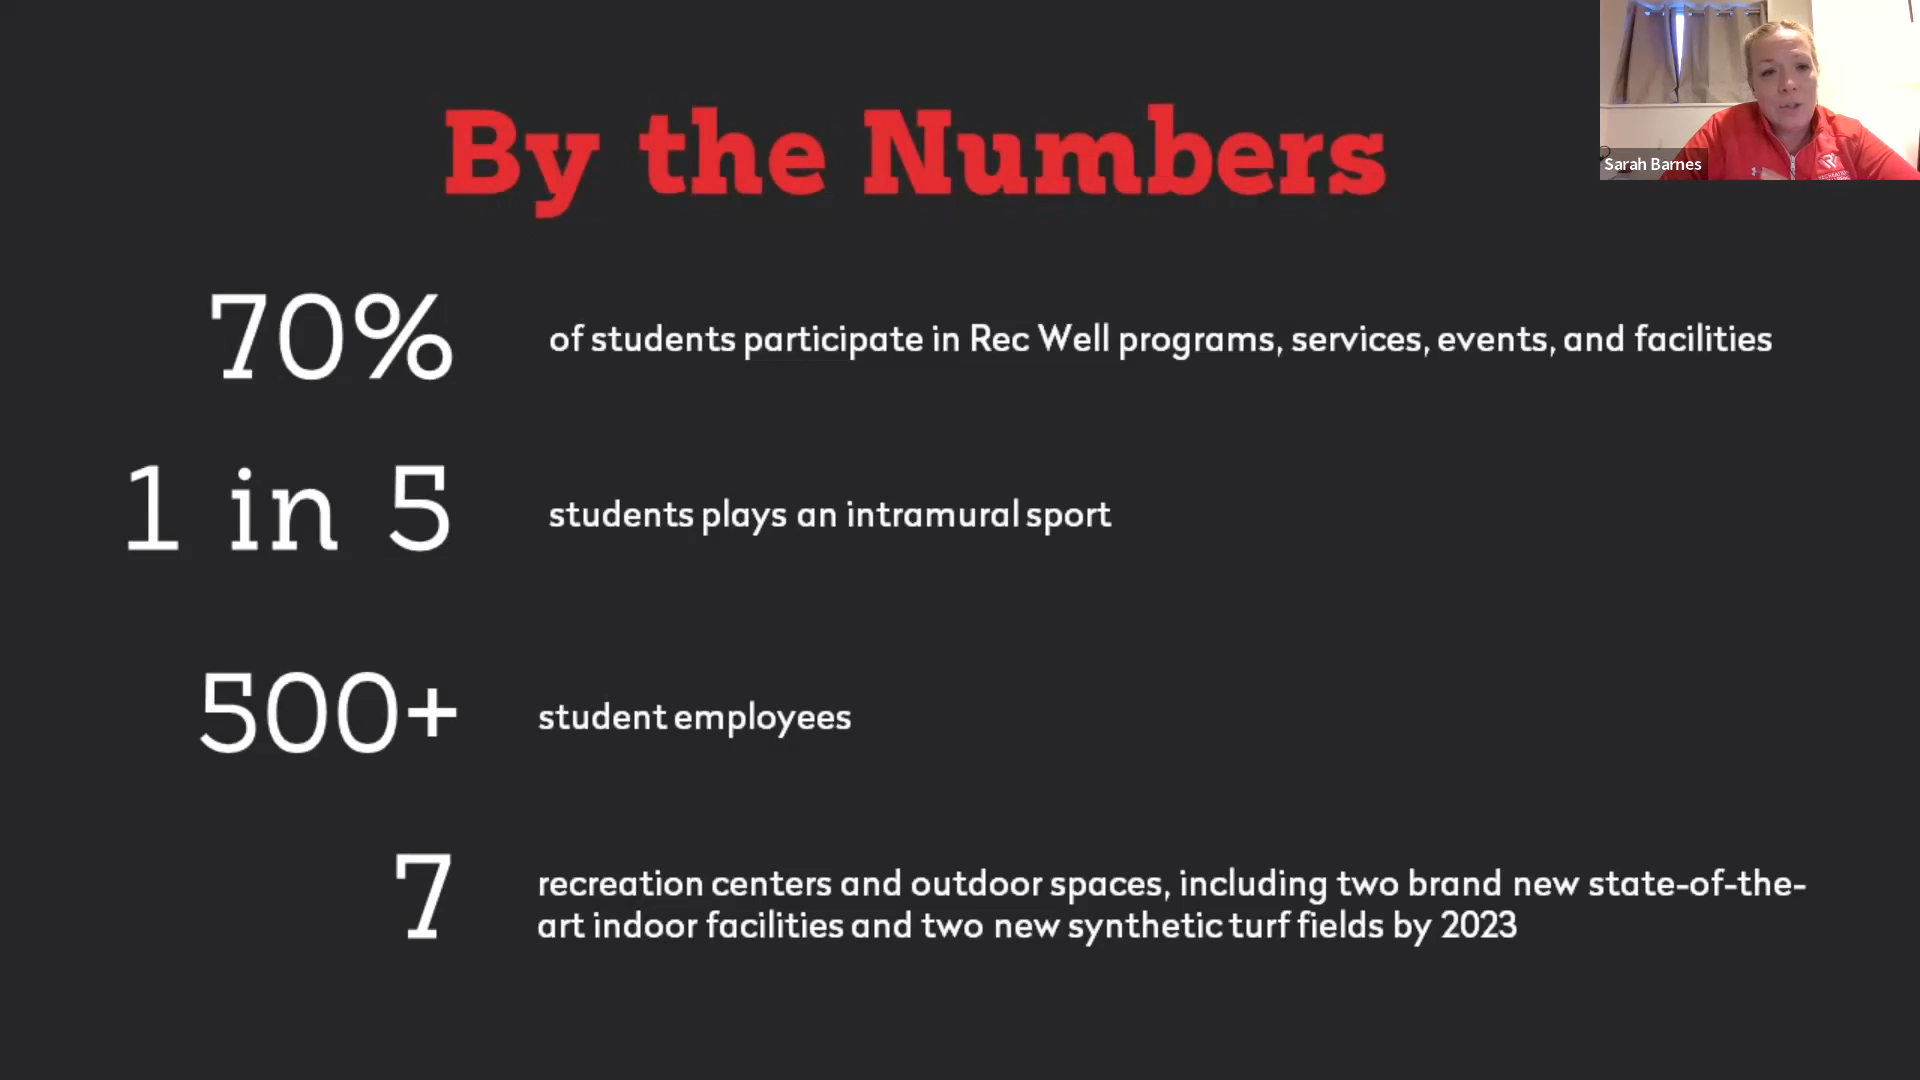 By the Numbers
Sarah Barnes
70%
of students participate in Rec Well programs, services, events, and facilities
1 in 5
students plays an intramural sport
500+
student employees
7
recreation centers and outdoor spaces, including two brand new state-of-the-
art indoor facilities and two new synthetic turf fields by 2023